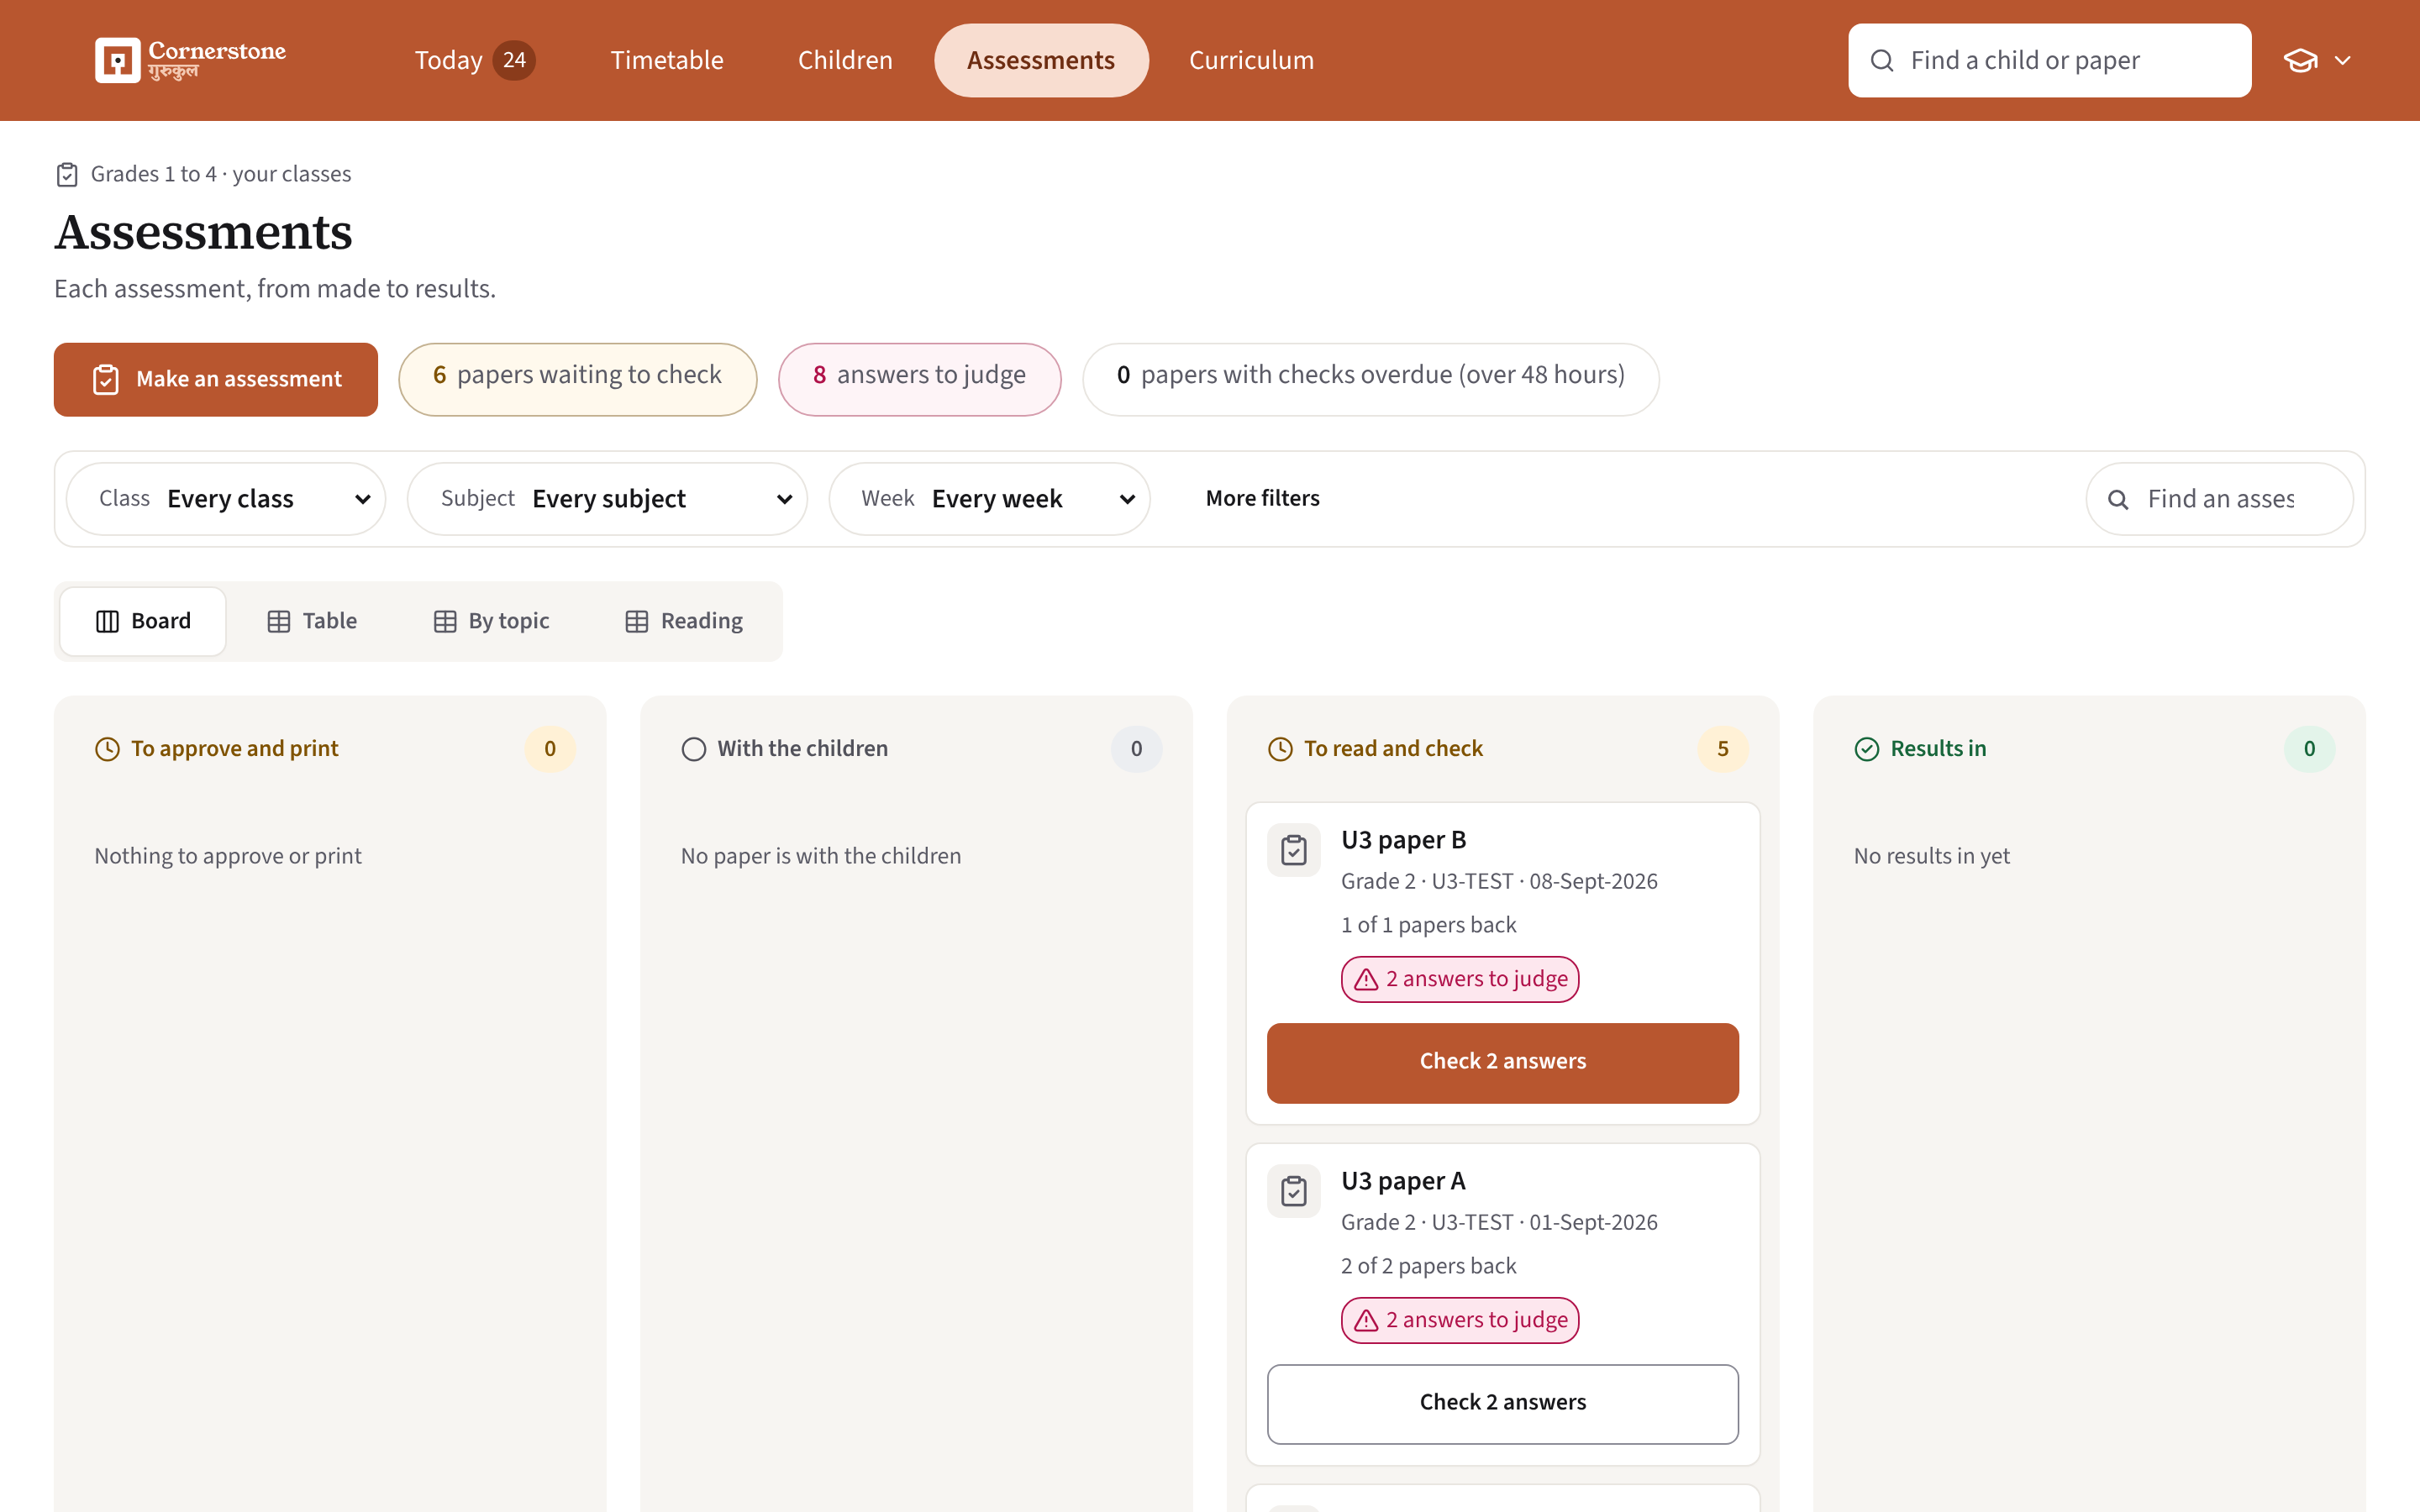 Cornerstone
गुरुकुल
Today 24
Timetable
Children
Assessments
Curriculum
Find a child or paper
Grades 1 to 4 · your classes
Assessments
Each assessment, from made to results.
Make an assessment
6 papers waiting to check
8 answers to judge
0 papers with checks overdue (over 48 hours)
Class Every class
Subject Every subject
Week Every week
More filters
Find an asses
Board
Table
By topic
Reading
To approve and print 0
Nothing to approve or print
With the children 0
No paper is with the children
To read and check 5
U3 paper B
Grade 2 · U3-TEST · 08-Sept-2026
1 of 1 papers back
2 answers to judge
Check 2 answers
U3 paper A
Grade 2 · U3-TEST · 01-Sept-2026
2 of 2 papers back
2 answers to judge
Check 2 answers
Results in 0
No results in yet